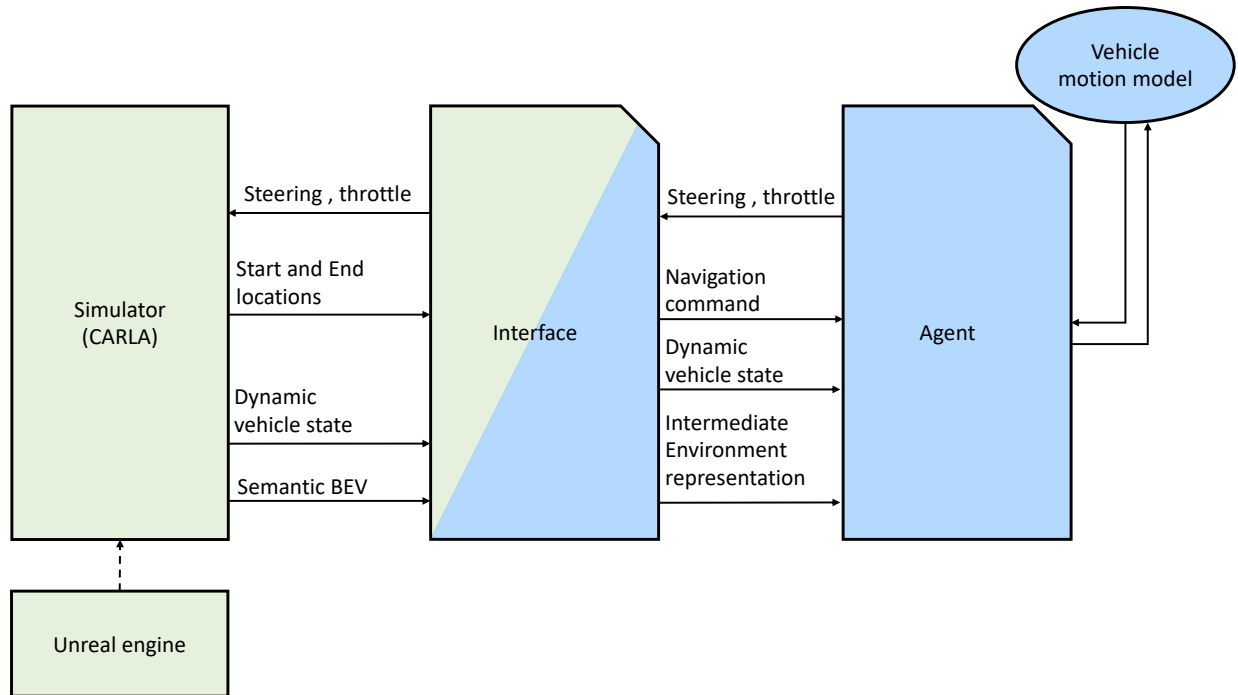 Vehicle
motion model
Steering , throttle
Steering , throttle
Start and End
locations
Navigation
command
Simulator
(CARLA)
Interface
Agent
Dynamic
vehicle state
Dynamic
vehicle state
Intermediate
Environment
representation
Semantic BEV
Unreal engine